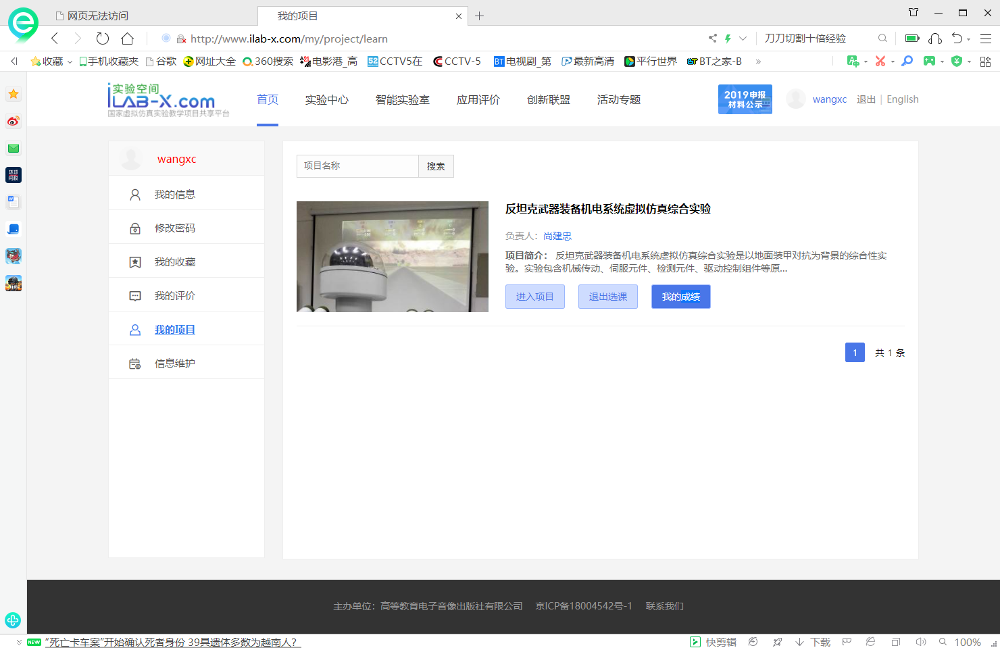 网页无法访问
我的项目
http://www.ilab-x.com/my/project/learn
刀刀切割十倍经验
收藏
手机收藏夹
谷歌
网址大全
360搜索
电影港_高
CCTV5在
CCTV-5
电视剧_第
最新高清
平行世界
BT之家-B
实验空间
iLAB-X.com
国家虚拟仿真实验教学项目共享平台
首页
实验中心
智能实验室
应用评价
创新联盟
活动专题
2019申报
材料公示
wangxc
退出 | English
wangxc
我的信息
修改密码
我的收藏
我的评价
我的项目
信息维护
项目名称
搜索
反坦克武器装备机电系统虚拟仿真综合实验
负责人：尚建忠
项目简介： 反坦克武器装备机电系统虚拟仿真综合实验是以地面装甲对抗为背景的综合性实
验。实验包含机械传动、伺服元件、检测元件、驱动控制组件等原...
进入项目
退出选课
我的成绩
1
共 1 条
主办单位：高等教育电子音像出版社有限公司 京ICP备18004542号-1 联系我们
NEW
“死亡卡车案”开始确认死者身份 39具遗体多数为越南人？
快剪辑
下载
100%